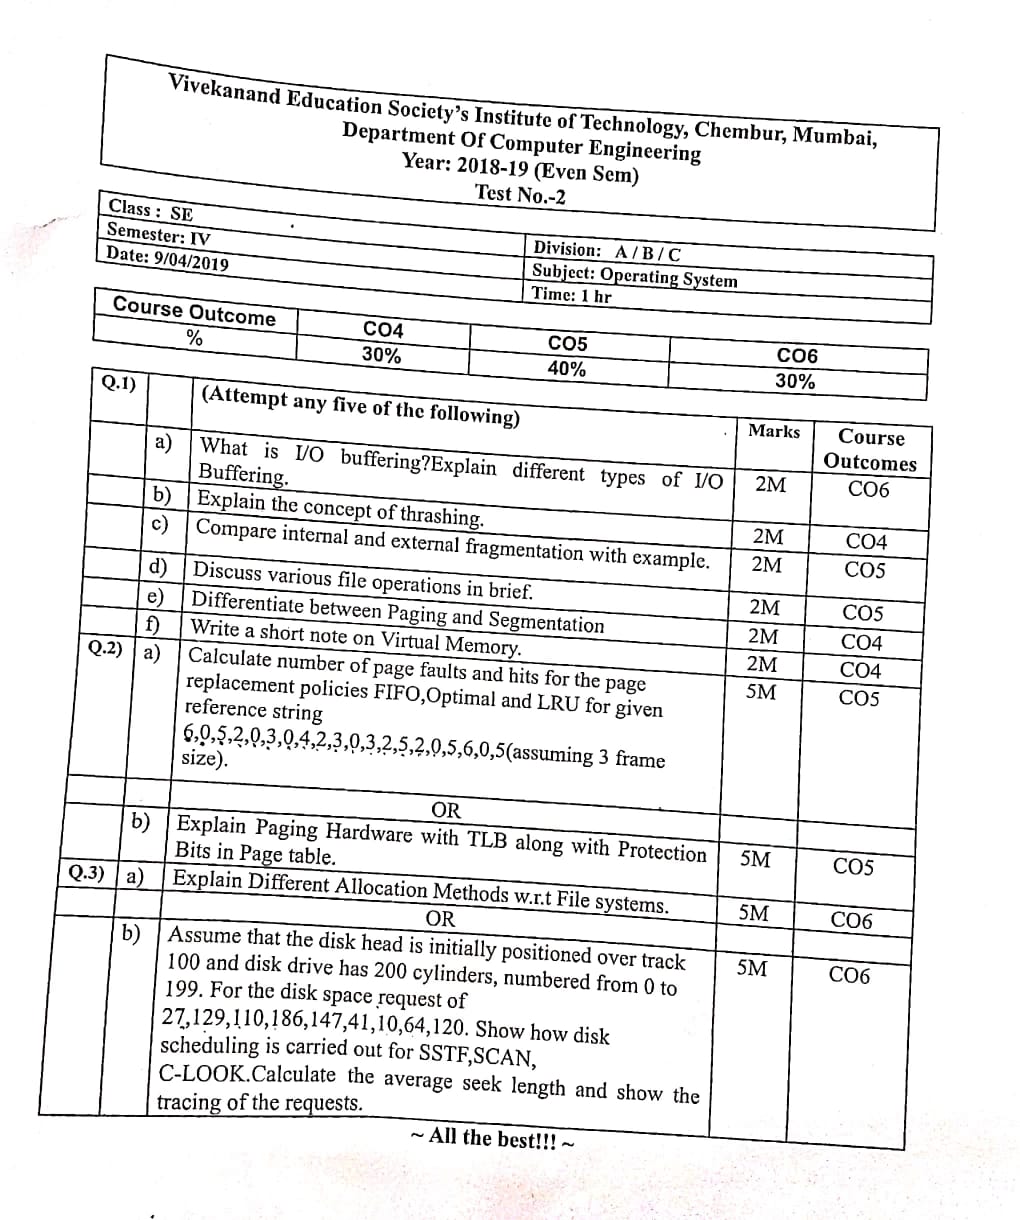 Vivekanand Education Society's Institute of Technology, Chembur, Mumbai,
Department Of Computer Engineering
Year: 2018-19 (Even Sem)
Test No.-2
Class : SE
Division: A / B / C
Semester: IV
Subject: Operating System
Date: 9/04/2019
Time: 1 hr
Course Outcome CO4 CO5 CO6
% 30% 40% 30%
Q.1) (Attempt any five of the following) Marks Course
Outcomes
a) What is I/O buffering?Explain different types of I/O 2M CO6
Buffering.
b) Explain the concept of thrashing. 2M CO4
c) Compare internal and external fragmentation with example. 2M CO5
d) Discuss various file operations in brief. 2M CO5
e) Differentiate between Paging and Segmentation 2M CO4
f) Write a short note on Virtual Memory. 2M CO4
Q.2) a) Calculate number of page faults and hits for the page 5M CO5
replacement policies FIFO,Optimal and LRU for given
reference string
6,0,5,2,0,3,0,4,2,3,0,3,2,5,2,0,5,6,0,5(assuming 3 frame
size).
OR
b) Explain Paging Hardware with TLB along with Protection 5M CO5
Bits in Page table.
Q.3) a) Explain Different Allocation Methods w.r.t File systems. 5M CO6
OR
b) Assume that the disk head is initially positioned over track 5M CO6
100 and disk drive has 200 cylinders, numbered from 0 to
199. For the disk space request of
27,129,110,186,147,41,10,64,120. Show how disk
scheduling is carried out for SSTF,SCAN,
C-LOOK.Calculate the average seek length and show the
tracing of the requests.
~ All the best!!! ~